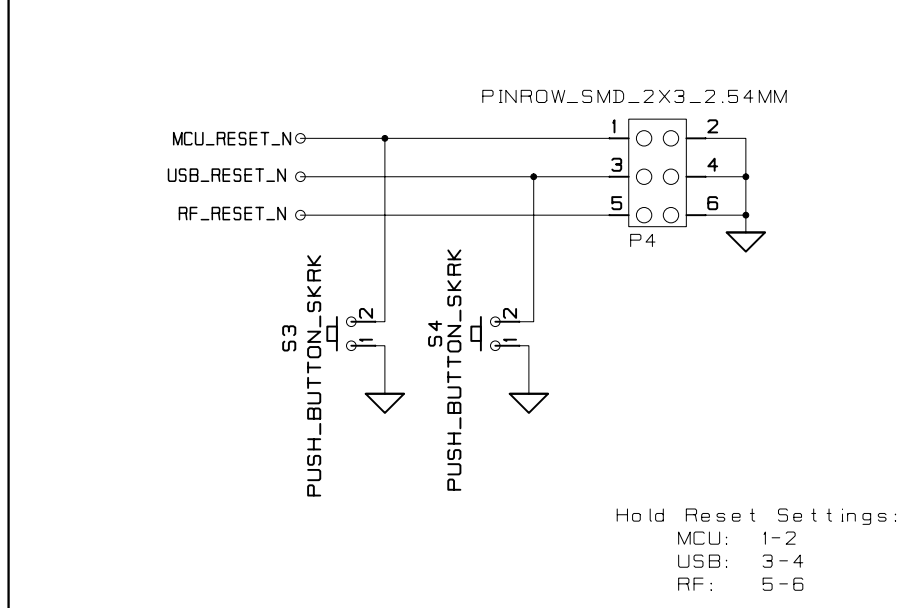 PINROW_SMD_2X3_2.54MM
MCU_RESET_N
1
2
USB_RESET_N
3
4
RF_RESET_N
5
6
P4
S3
PUSH_BUTTON_SKRK
2
1
S4
PUSH_BUTTON_SKRK
2
1
Hold Reset Settings:
MCU: 1-2
USB: 3-4
RF: 5-6